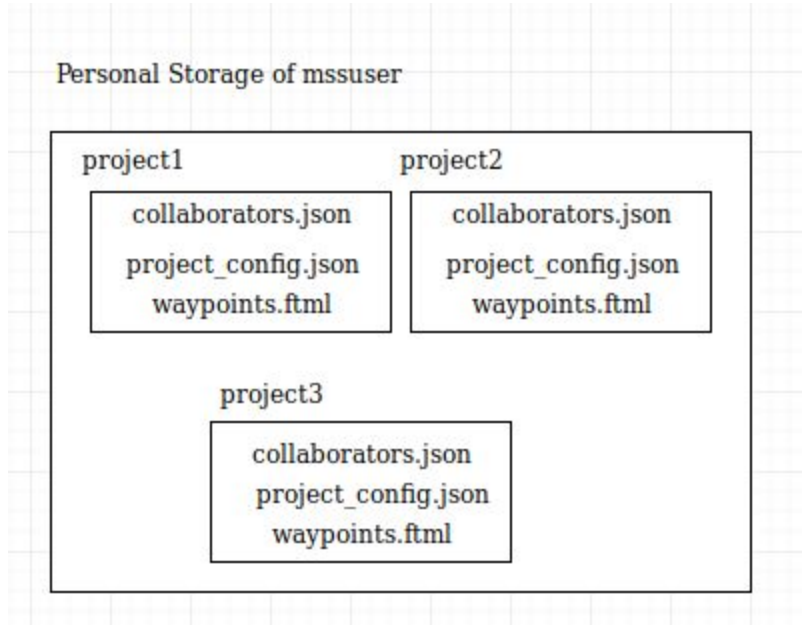 Personal Storage of mssuser
project1
collaborators.json
project_config.json
waypoints.ftml
project2
collaborators.json
project_config.json
waypoints.ftml
project3
collaborators.json
project_config.json
waypoints.ftml